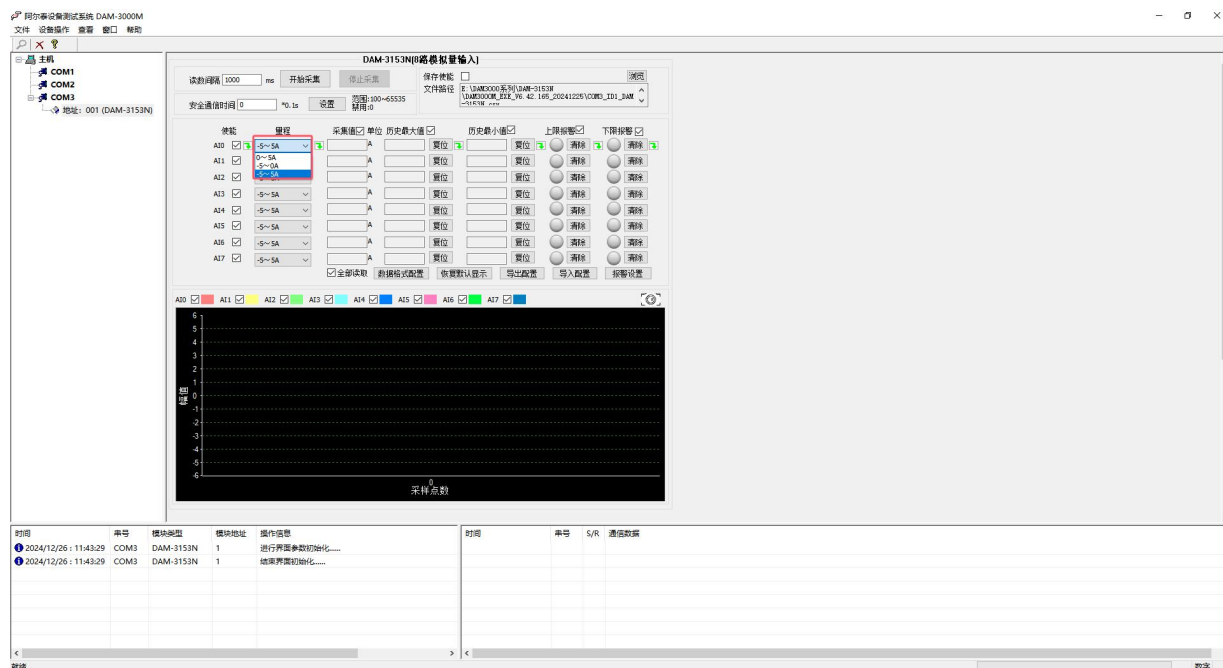 阿尔泰设备测试系统 DAM-3000M
文件 设备操作 查看 窗口 帮助
主机
COM1
COM2
COM3
地址：001 (DAM-3153N)
DAM-3153N(8路模拟量输入)
读数间隔 1000 ms 开始采集 停止采集
保存使能 浏览
文件路径 E:\DAM3000系列\DAM-3153N
\DAM3000M_EXE_V6.42.165_20241225\COM3_ID1_DAM
-3153N.csv
安全通信时间 0 *0.1s 设置 范围:100~65535
禁用:0
使能 量程 采集值 单位 历史最大值 历史最小值 上限报警 下限报警
AI0 -5～5A A 复位 复位 清除 清除
0～5A
-5～0A
-5～5A
AI1 A 复位 复位 清除 清除
AI2 A 复位 复位 清除 清除
AI3 -5～5A A 复位 复位 清除 清除
AI4 -5～5A A 复位 复位 清除 清除
AI5 -5～5A A 复位 复位 清除 清除
AI6 -5～5A A 复位 复位 清除 清除
AI7 -5～5A A 复位 复位 清除 清除
全部读取 数据格式配置 恢复默认显示 导出配置 导入配置 报警设置
AI0 AI1 AI2 AI3 AI4 AI5 AI6 AI7
6
5
4
3
2
1
0
-1
-2
-3
-4
-5
-6
幅值
0
采样点数
时间 串号 模块类型 模块地址 操作信息
2024/12/26 : 11:43:29 COM3 DAM-3153N 1 进行界面参数初始化......
2024/12/26 : 11:43:29 COM3 DAM-3153N 1 结束界面初始化......
时间 串号 S/R 通信数据
就绪
数字